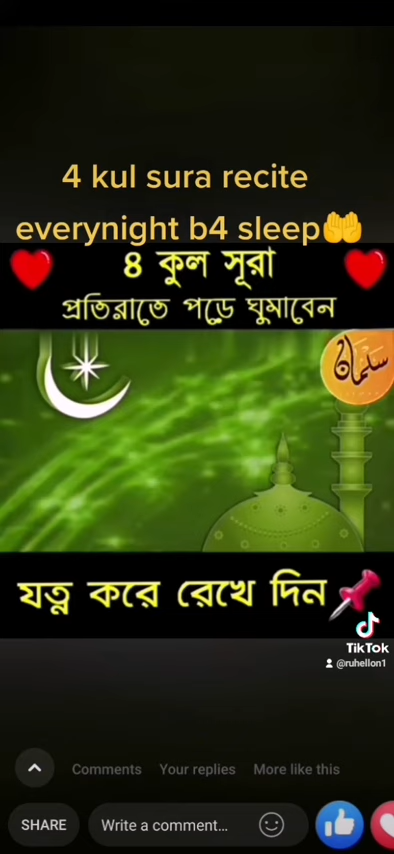 4 kul sura recite
everynight b4 sleep🤲
৪ কুল সূরা
প্রতিরাতে পড়ে ঘুমাবেন
سلمان
যত্ন করে রেখে দিন
TikTok
@ruhellon1
Comments Your replies More like this
SHARE Write a comment...